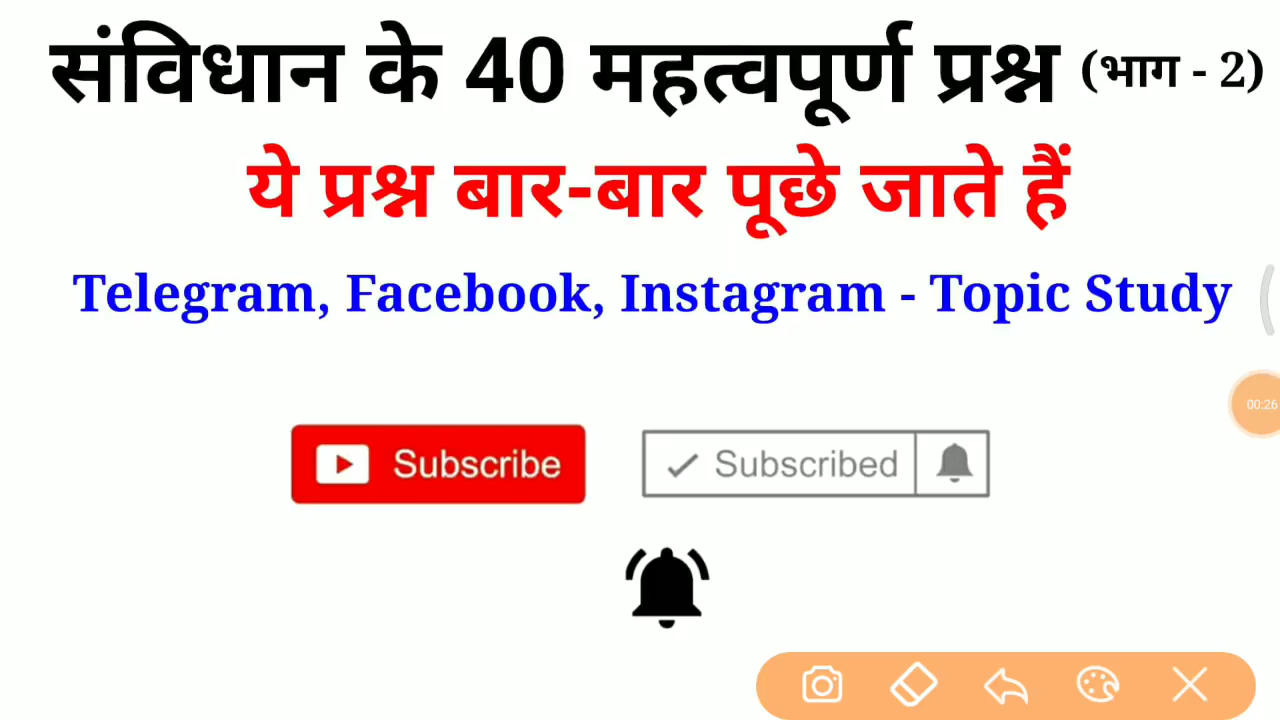 संविधान के 40 महत्वपूर्ण प्रश्न (भाग - 2)
ये प्रश्न बार-बार पूछे जाते हैं
Telegram, Facebook, Instagram - Topic Study
00:26
Subscribe Subscribed